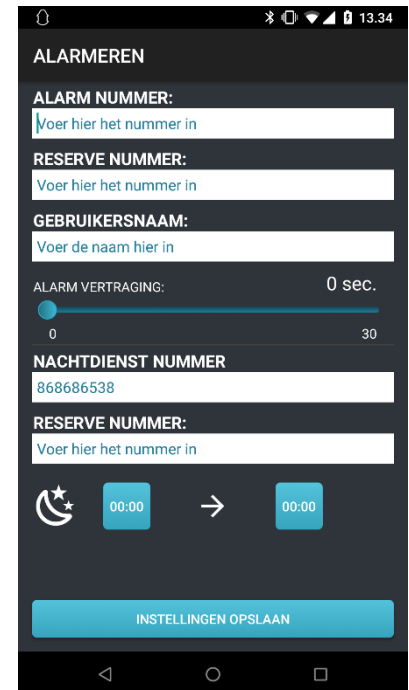 13.34
ALARMEREN
ALARM NUMMER:
Voer hier het nummer in
RESERVE NUMMER:
Voer hier het nummer in
GEBRUIKERSNAAM:
Voer de naam hier in
ALARM VERTRAGING: 0 sec.
0 30
NACHTDIENST NUMMER
868686538
RESERVE NUMMER:
Voer hier het nummer in
00:00 00:00
INSTELLINGEN OPSLAAN